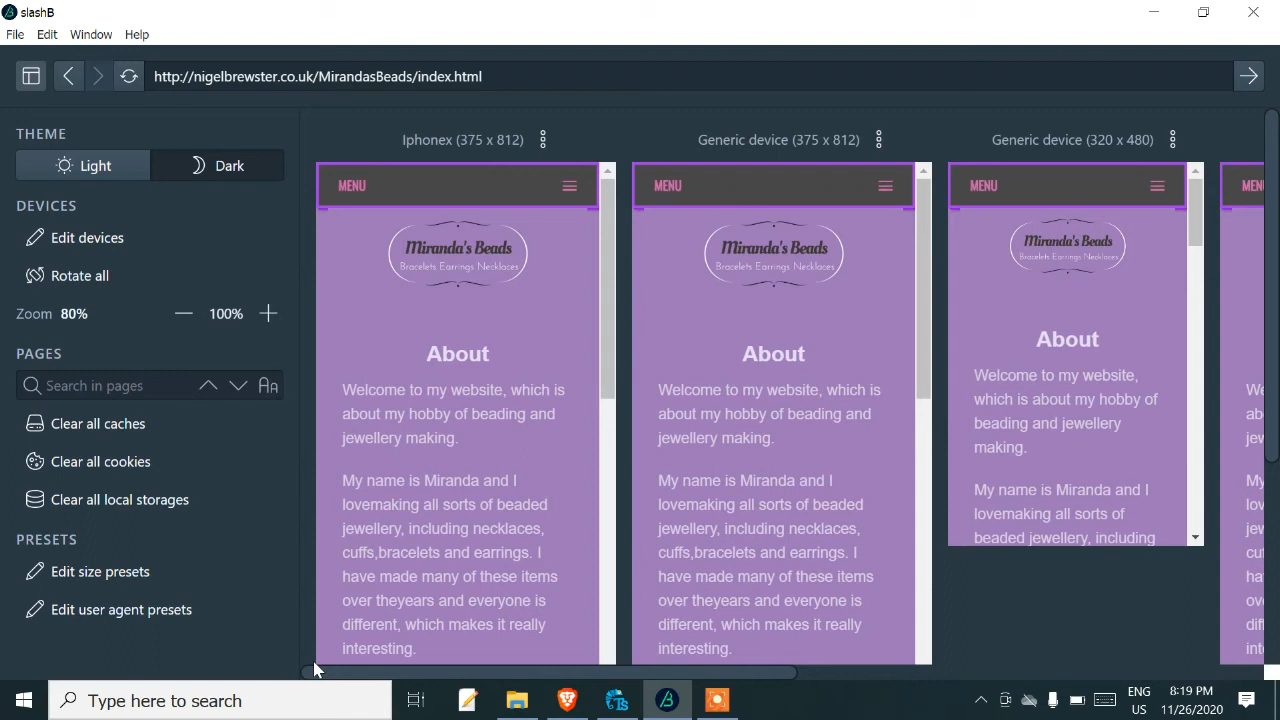 slashB
File Edit Window Help
http://nigelbrewster.co.uk/MirandasBeads/index.html
THEME
Light Dark
DEVICES
Edit devices
Rotate all
Zoom 80% 100%
PAGES
Search in pages
Clear all caches
Clear all cookies
Clear all local storages
PRESETS
Edit size presets
Edit user agent presets
Iphonex (375 x 812)
MENU
Miranda's Beads
Bracelets Earrings Necklaces
About
Welcome to my website, which is
about my hobby of beading and
jewellery making.
My name is Miranda and I
lovemaking all sorts of beaded
jewellery, including necklaces,
cuffs,bracelets and earrings. I
have made many of these items
over theyears and everyone is
different, which makes it really
interesting.
Generic device (375 x 812)
MENU
Miranda's Beads
Bracelets Earrings Necklaces
About
Welcome to my website, which is
about my hobby of beading and
jewellery making.
My name is Miranda and I
lovemaking all sorts of beaded
jewellery, including necklaces,
cuffs,bracelets and earrings. I
have made many of these items
over theyears and everyone is
different, which makes it really
interesting.
Generic device (320 x 480)
MENU
Miranda's Beads
Bracelets Earrings Necklaces
About
Welcome to my website,
which is about my hobby of
beading and jewellery
making.
My name is Miranda and I
lovemaking all sorts of
beaded jewellery, including
Type here to search
ENG
US
8:19 PM
11/26/2020